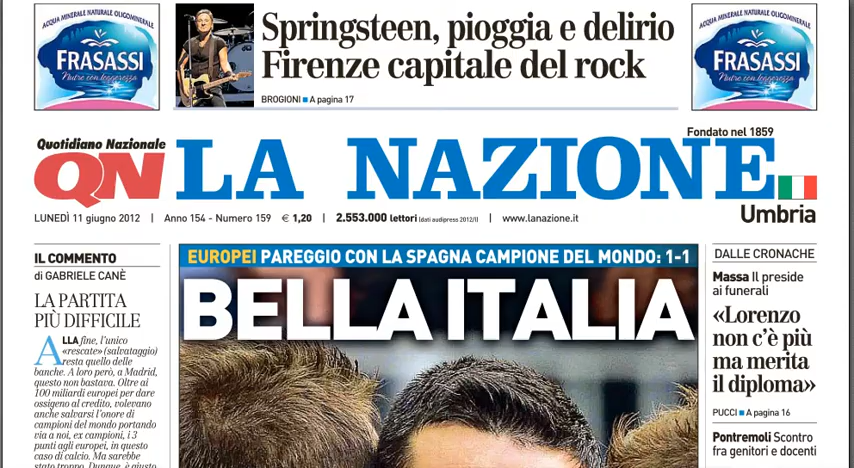 ACQUA MINERALE NATURALE OLIGOMINERALE
FRASASSI
Nutre con leggerezza
Springsteen, pioggia e delirio
Firenze capitale del rock
BROGIONI ■ A pagina 17
ACQUA MINERALE NATURALE OLIGOMINERALE
FRASASSI
Nutre con leggerezza
Quotidiano Nazionale
QN LA NAZIONE
Fondato nel 1859
Umbria
LUNEDÌ 11 giugno 2012 | Anno 154 - Numero 159 € 1,20 | 2.553.000 lettori (dati audipress 2012/I) | www.lanazione.it
IL COMMENTO
di GABRIELE CANÈ
LA PARTITA
PIÙ DIFFICILE
ALLA fine, l'unico
«rescate» (salvataggio)
resta quello delle
banche. A loro però, a Madrid,
questo non bastava. Oltre ai
100 miliardi europei per dare
ossigeno al credito, volevano
anche salvarsi l'onore di
campioni del mondo portando
via a noi, ex campioni, i 3
punti agli europei, in questo
caso di calcio. Ma sarebbe
stato troppo. Dunque, è giusto
EUROPEI PAREGGIO CON LA SPAGNA CAMPIONE DEL MONDO: 1-1
BELLA ITALIA
DALLE CRONACHE
Massa Il preside
ai funerali
«Lorenzo
non c'è più
ma merita
il diploma»
PUCCI ■ A pagina 16
Pontremoli Scontro
fra genitori e docenti